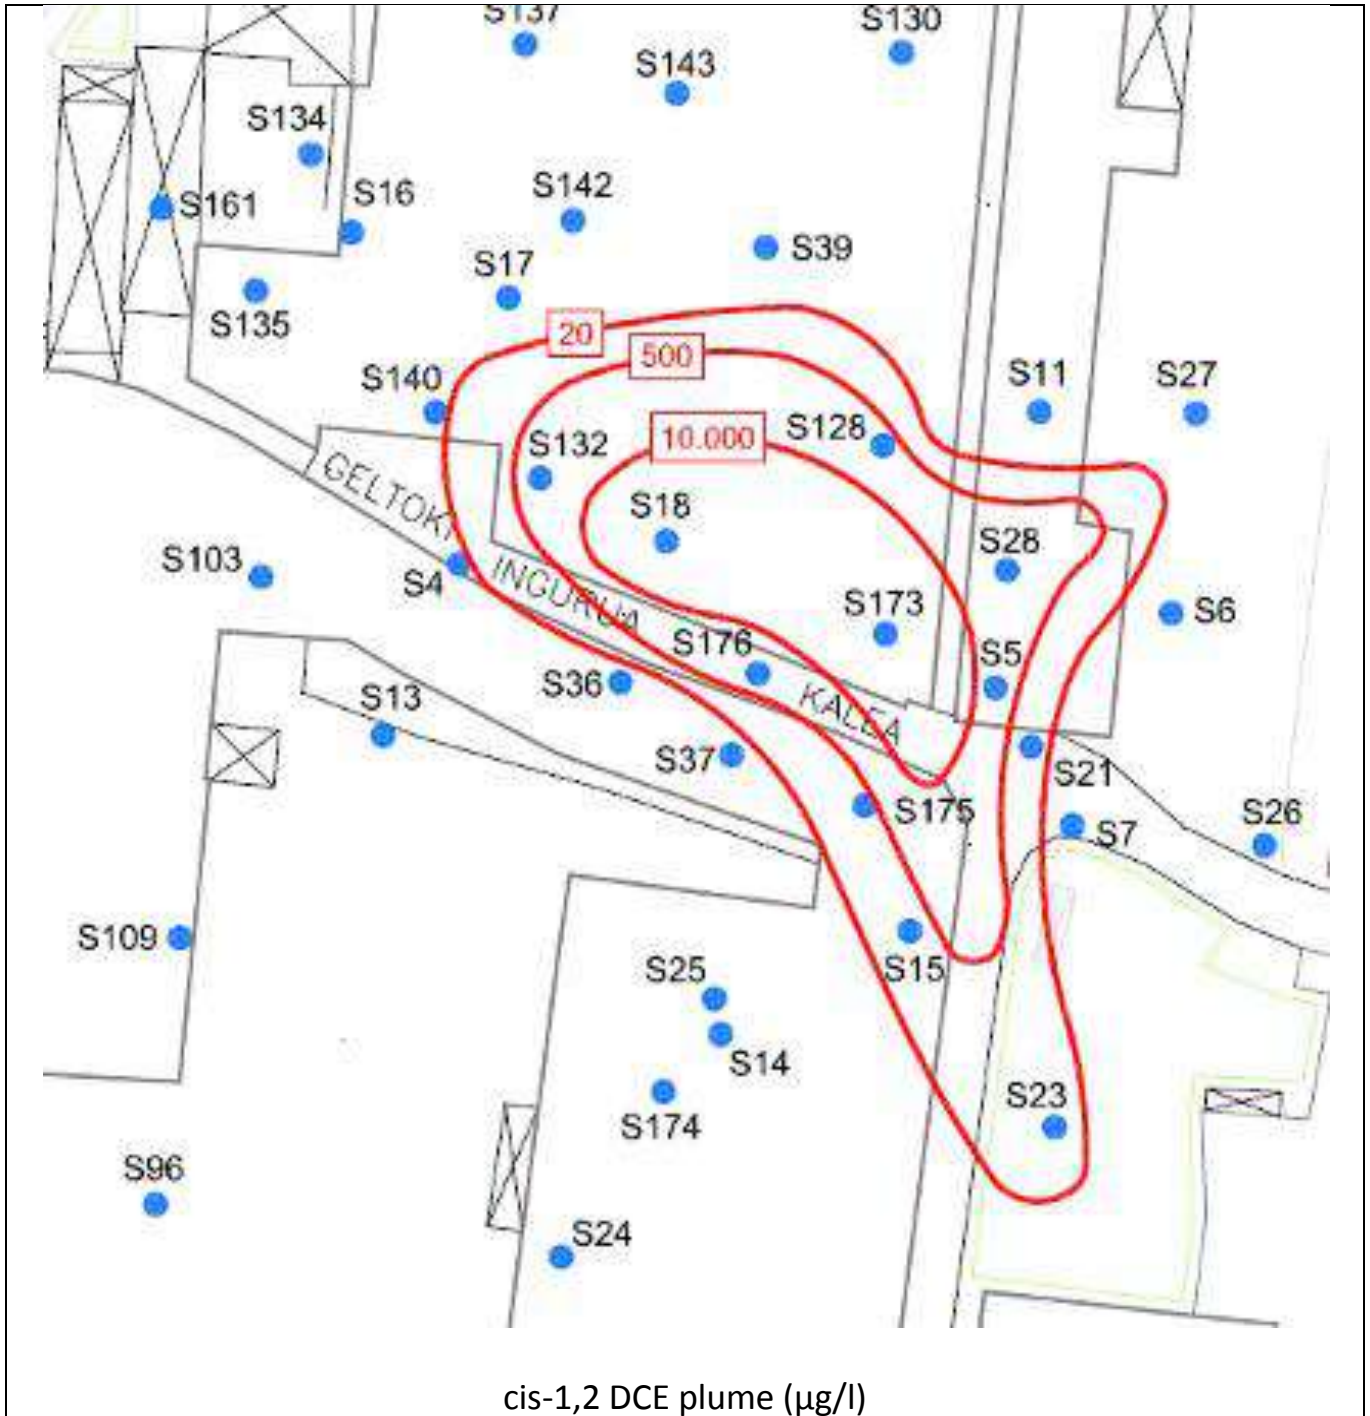 S137
S130
S143
S134
S142
S16
S161
S39
S17
S135
20
500
S140
S11
S27
S128
10.000
S132
GELTOKI
S18
S28
S103
S4
INGURUA
S173
S6
S176
S5
S36
S13
KALEA
S37
S21
S175
S26
S7
S109
S15
S25
S14
S23
S174
S96
S24
cis-1,2 DCE plume (µg/l)